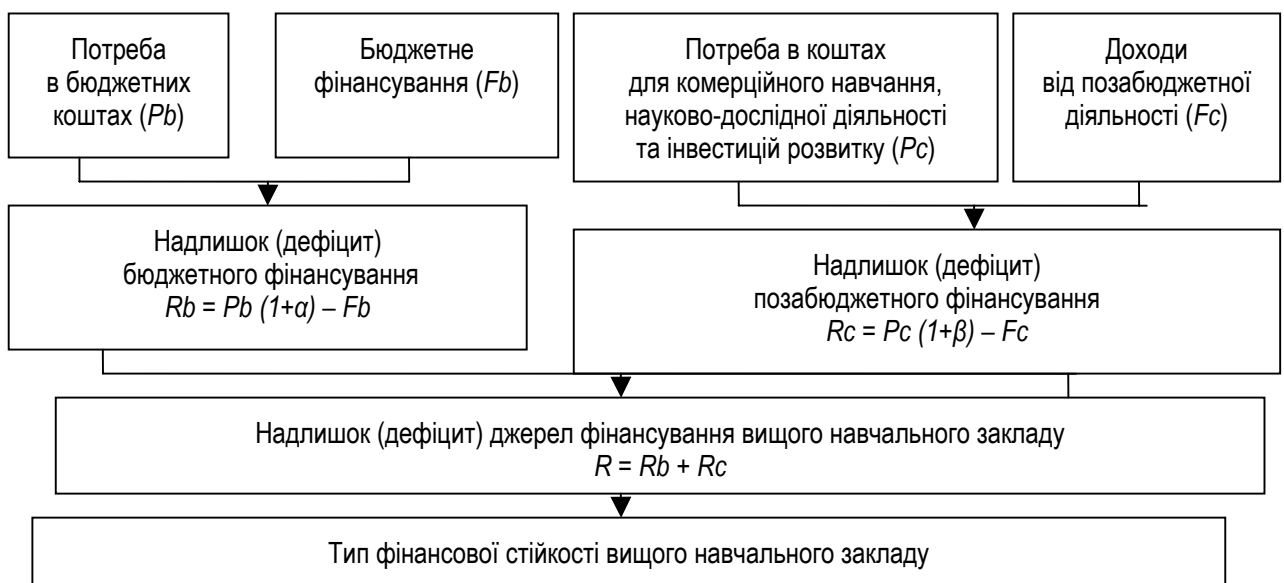 Потреба
в бюджетних
коштах (Pb)
Бюджетне
фінансування (Fb)
Потреба в коштах
для комерційного навчання,
науково-дослідної діяльності
та інвестицій розвитку (Pc)
Доходи
від позабюджетної
діяльності (Fc)
Надлишок (дефіцит)
бюджетного фінансування
Rb = Pb (1+α) – Fb
Надлишок (дефіцит)
позабюджетного фінансування
Rc = Pc (1+β) – Fc
Надлишок (дефіцит) джерел фінансування вищого навчального закладу
R = Rb + Rc
Тип фінансової стійкості вищого навчального закладу